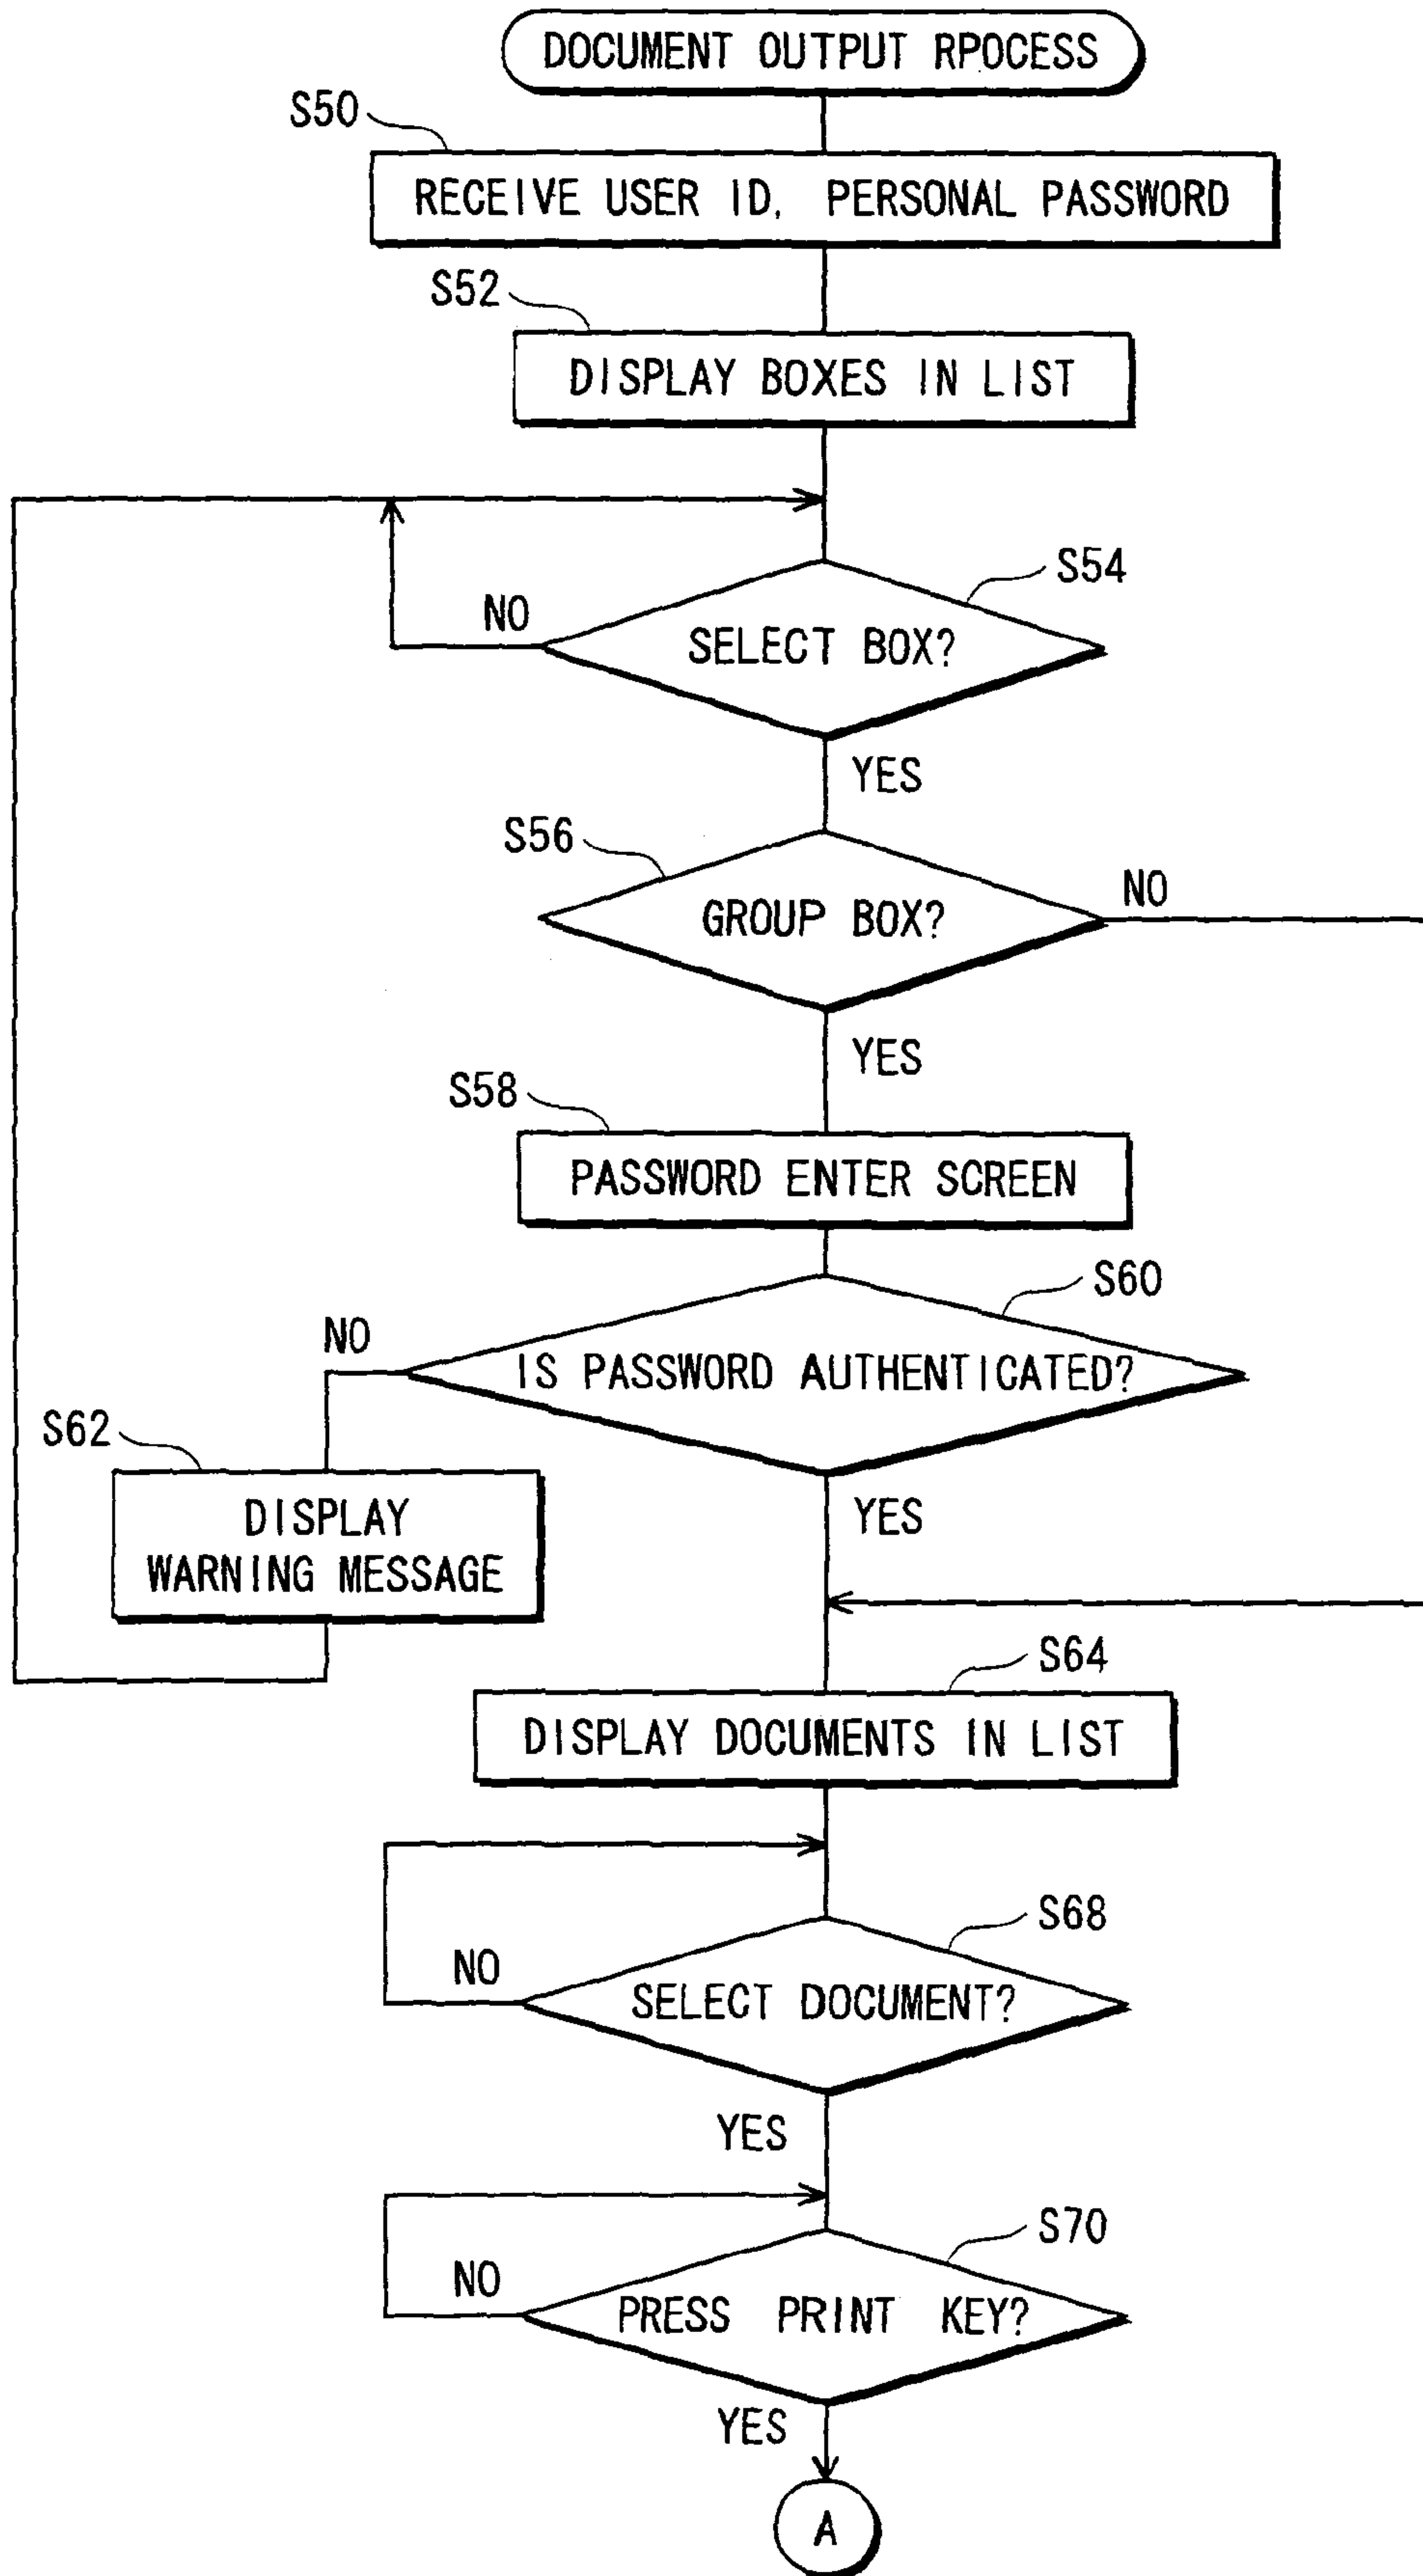 DOCUMENT OUTPUT RPOCESS
S50
RECEIVE USER ID, PERSONAL PASSWORD
S52
DISPLAY BOXES IN LIST
S54
NO
SELECT BOX?
YES
S56
NO
GROUP BOX?
YES
S58
PASSWORD ENTER SCREEN
S60
NO
IS PASSWORD AUTHENTICATED?
S62
YES
DISPLAY
WARNING MESSAGE
S64
DISPLAY DOCUMENTS IN LIST
S68
NO
SELECT DOCUMENT?
YES
S70
NO
PRESS PRINT KEY?
YES
A